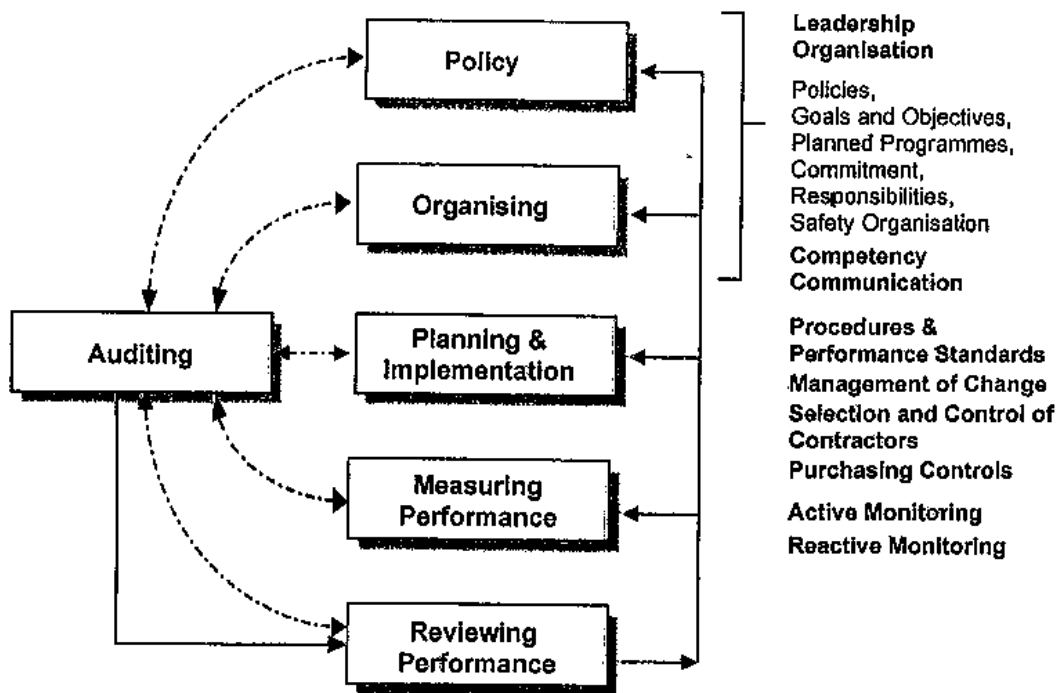 Policy
Organising
Auditing
Planning &
Implementation
Measuring
Performance
Reviewing
Performance
Leadership
Organisation
Policies,
Goals and Objectives,
Planned Programmes,
Commitment,
Responsibilities,
Safety Organisation
Competency
Communication
Procedures &
Performance Standards
Management of Change
Selection and Control of
Contractors
Purchasing Controls
Active Monitoring
Reactive Monitoring